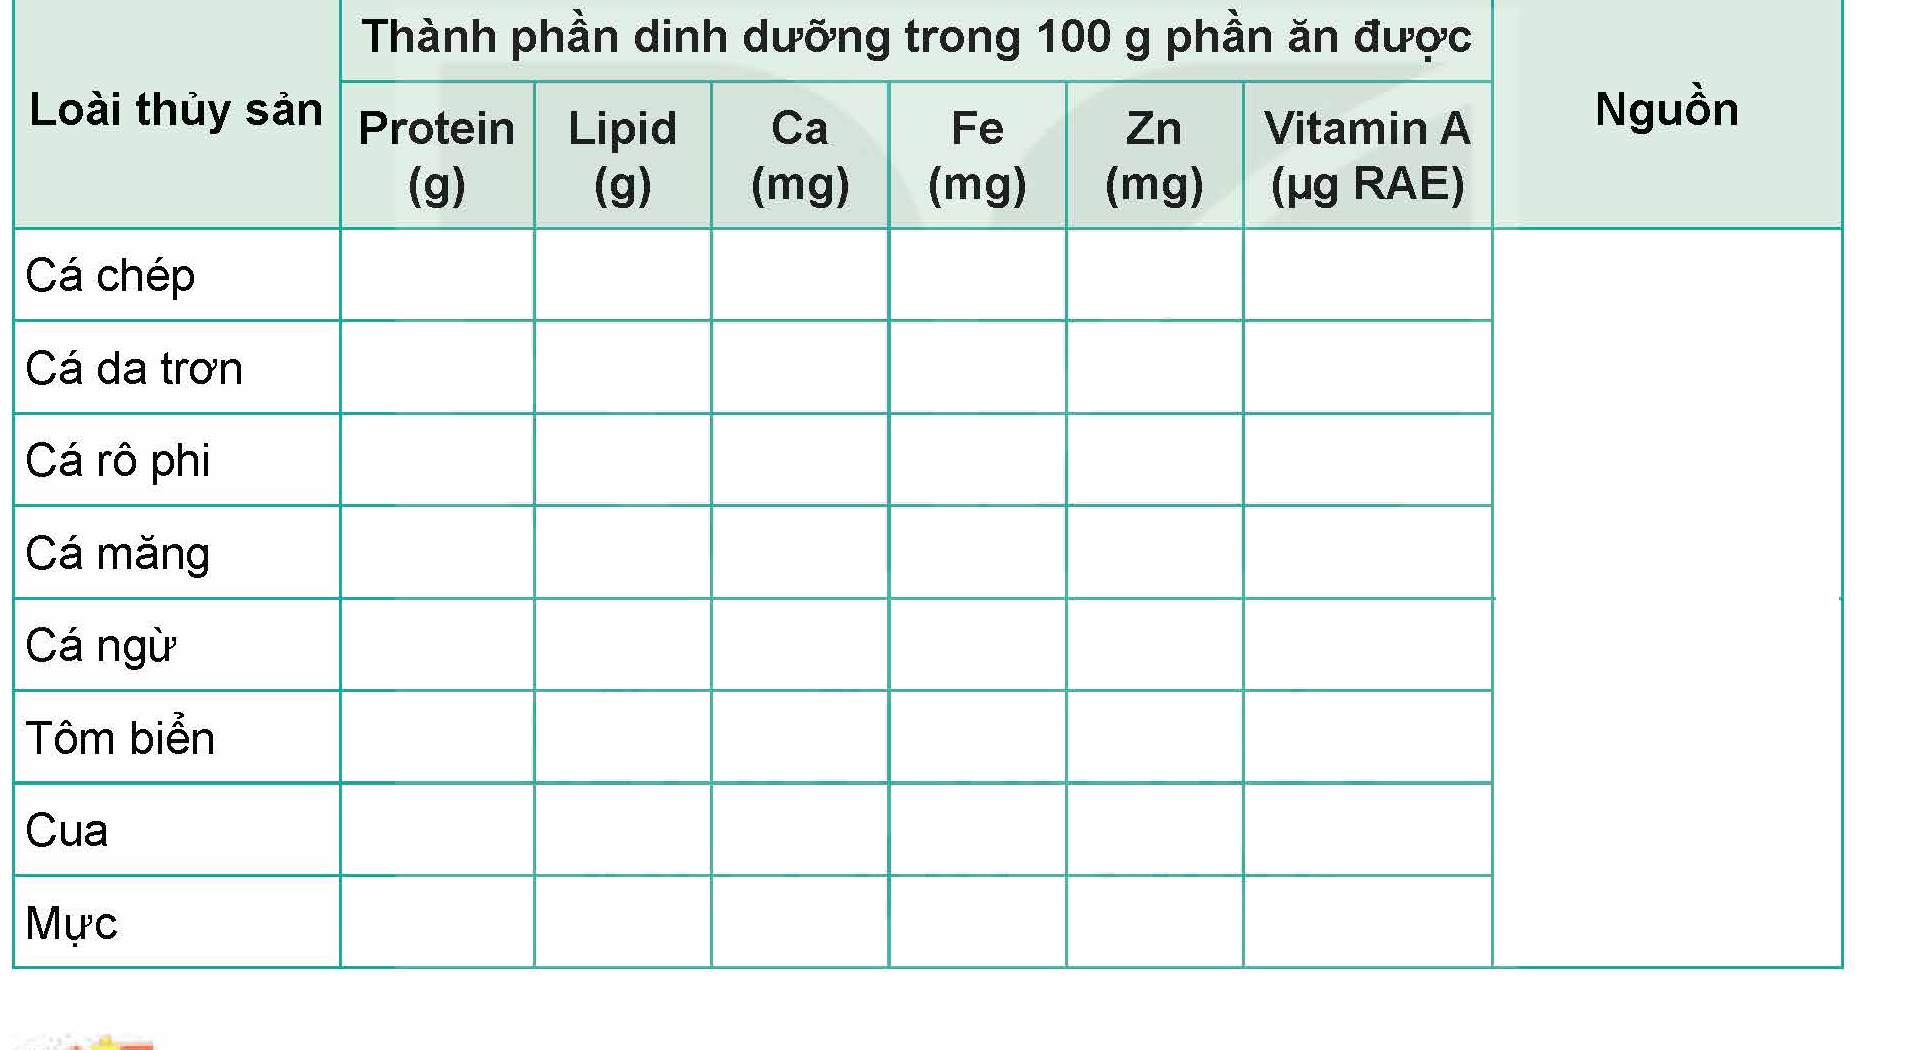 Thành phần dinh dưỡng trong 100 g phần ăn được
Loài thủy sản
Nguồn
Protein (g)
Lipid (g)
Ca (mg)
Fe (mg)
Zn (mg)
Vitamin A (µg RAE)
Cá chép
Cá da trơn
Cá rô phi
Cá măng
Cá ngừ
Tôm biển
Cua
Mực